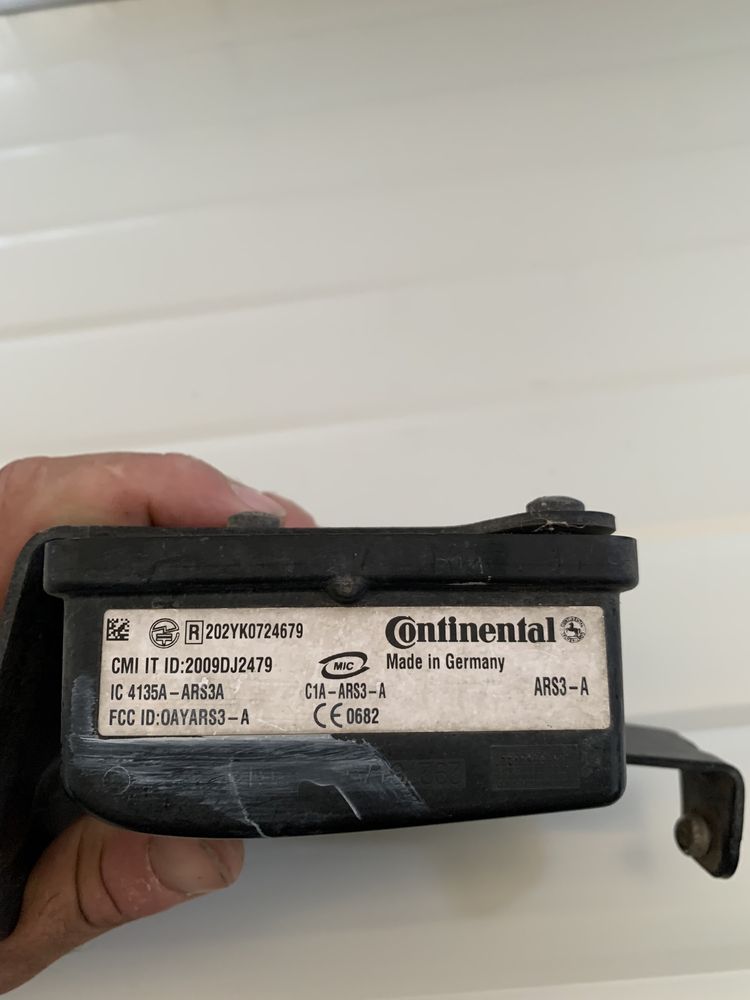 R 202YK0724679
Continental
CMI IT ID:2009DJ2479
MIC
Made in Germany
IC 4135A-ARS3A
C1A-ARS3-A
ARS3-A
FCC ID:OAYARS3-A
CE 0682